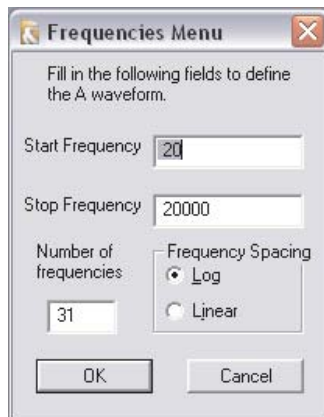 Frequencies Menu
Fill in the following fields to define
the A waveform.
Start Frequency 20
Stop Frequency 20000
Number of
frequencies
31
Frequency Spacing
Log
Linear
OK Cancel